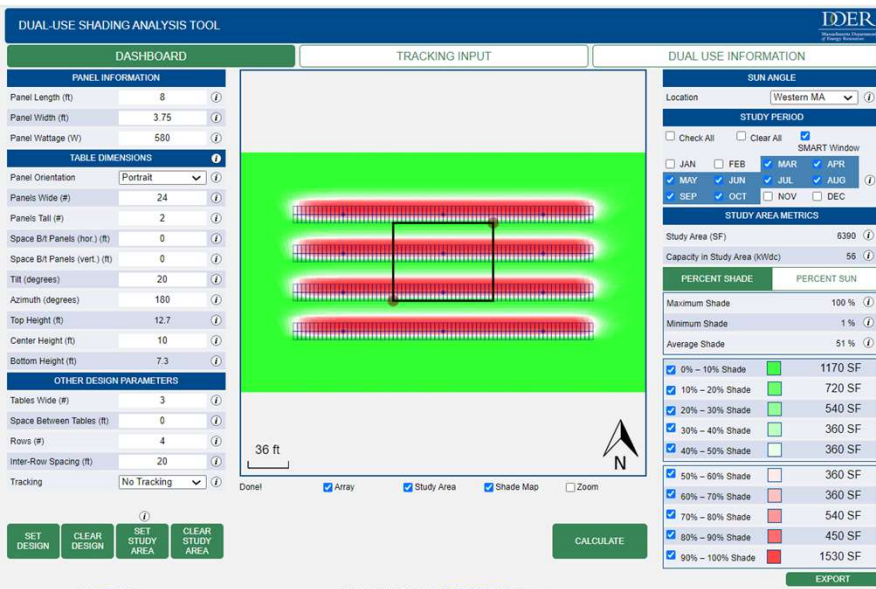 DUAL-USE SHADING ANALYSIS TOOL
DOER
Massachusetts Department
of Energy Resources
DASHBOARD
TRACKING INPUT
DUAL USE INFORMATION
PANEL INFORMATION
Panel Length (ft) 8 i
Panel Width (ft) 3.75 i
Panel Wattage (W) 580 i
TABLE DIMENSIONS i
Panel Orientation Portrait i
Panels Wide (#) 24 i
Panels Tall (#) 2 i
Space B/t Panels (hor.) (ft) 0 i
Space B/t Panels (vert.) (ft) 0 i
Tilt (degrees) 20 i
Azimuth (degrees) 180 i
Top Height (ft) 12.7 i
Center Height (ft) 10 i
Bottom Height (ft) 7.3 i
OTHER DESIGN PARAMETERS
Tables Wide (#) 3 i
Space Between Tables (ft) 0 i
Rows (#) 4 i
Inter-Row Spacing (ft) 20 i
Tracking No Tracking i
i
SET DESIGN
CLEAR DESIGN
SET STUDY AREA
CLEAR STUDY AREA
36 ft
N
Done! Array Study Area Shade Map Zoom
CALCULATE
SUN ANGLE
Location Western MA i
STUDY PERIOD
Check All Clear All SMART Window
JAN FEB MAR APR
MAY JUN JUL AUG i
SEP OCT NOV DEC
STUDY AREA METRICS
Study Area (SF) 6390 i
Capacity in Study Area (kWdc) 56 i
PERCENT SHADE PERCENT SUN
Maximum Shade 100 % i
Minimum Shade 1 % i
Average Shade 51 % i
0% – 10% Shade 1170 SF
10% – 20% Shade 720 SF
20% – 30% Shade 540 SF
30% – 40% Shade 360 SF
40% – 50% Shade 360 SF
50% – 60% Shade 360 SF
60% – 70% Shade 360 SF
70% – 80% Shade 540 SF
80% – 90% Shade 450 SF
90% – 100% Shade 1530 SF
EXPORT